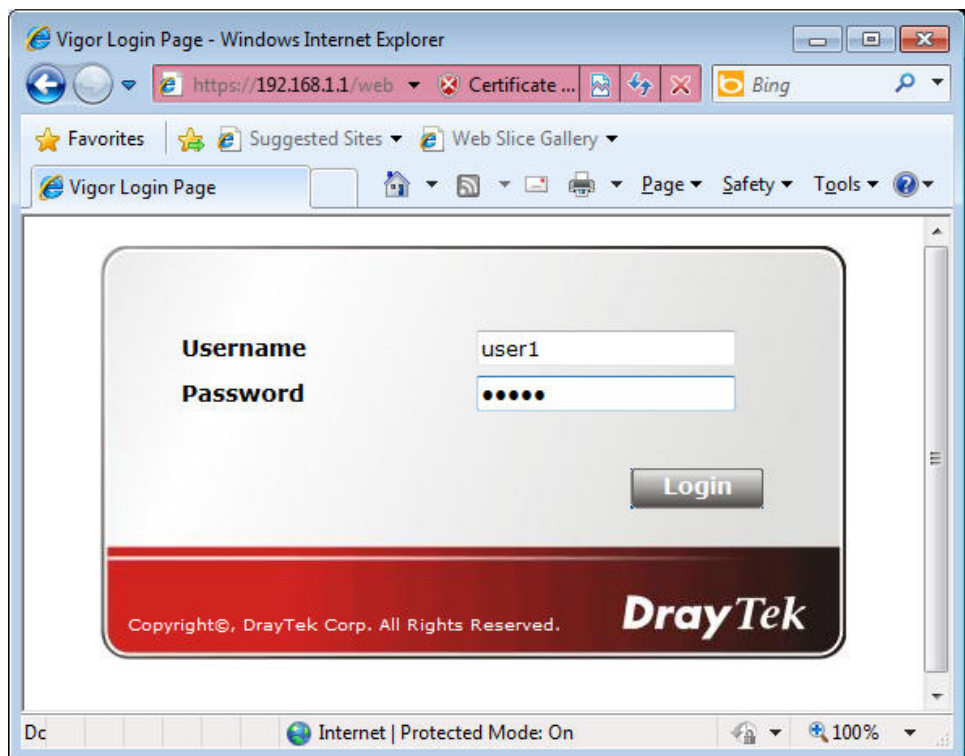 Vigor Login Page - Windows Internet Explorer
https://192.168.1.1/web Certificate ... Bing
Favorites Suggested Sites Web Slice Gallery
Vigor Login Page Page Safety Tools
Username user1
Password •••••
Login
Copyright©, DrayTek Corp. All Rights Reserved. DrayTek
Dc Internet | Protected Mode: On 100%